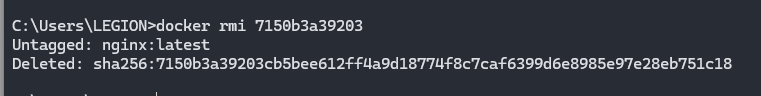 C:\Users\LEGION>docker rmi 7150b3a39203
Untagged: nginx:latest
Deleted: sha256:7150b3a39203cb5bee612ff4a9d18774f8c7caf6399d6e8985e97e28eb751c18